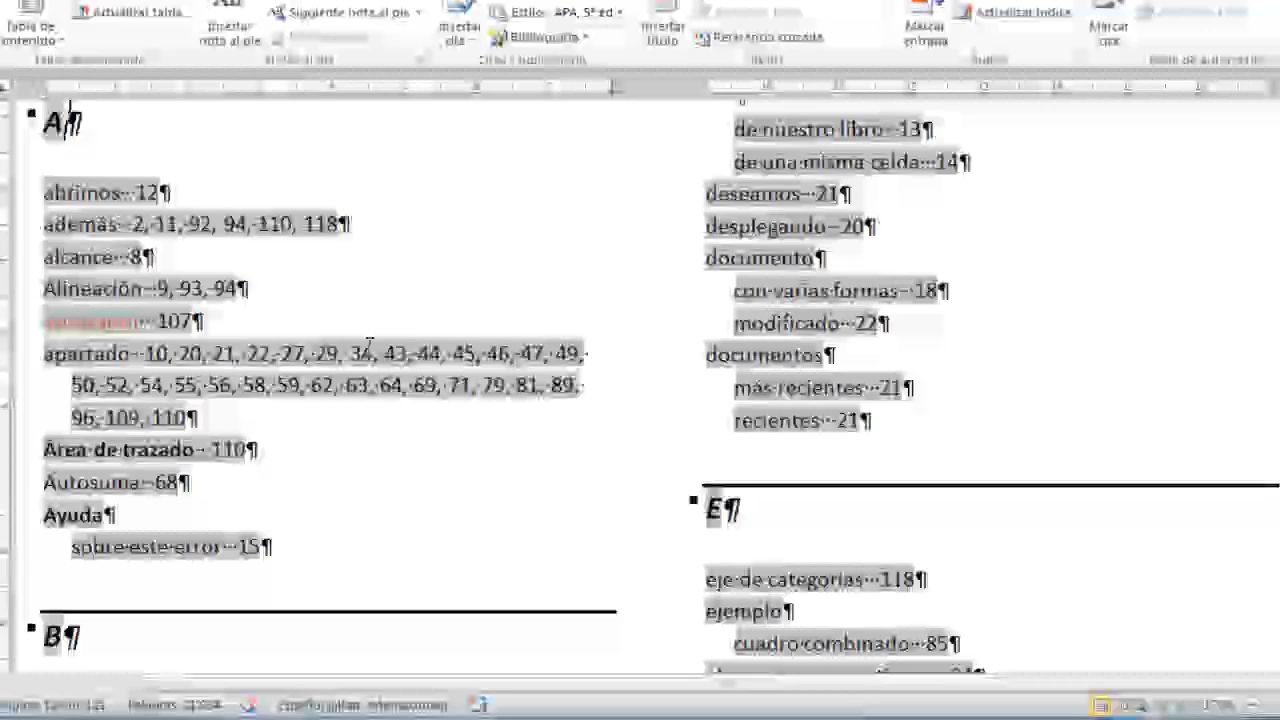 Actualizar tabla
Tabla de
contenido
Insertar
nota al pie
Siguiente nota al pie
Insertar
cita
Estilo: APA, 5ª ed
Bibliografía
Insertar
título
Referencia cruzada
Marcar
entrada
Actualizar índice
Marcar
A¶
abrimos··12¶
además··2,·11,·92,·94,·110,·118¶
alcance··8¶
Alineación··9,·93,·94¶
107¶
apartado··10,·20,·21,·22,·27,·29,·34,·43,·44,·45,·46,·47,·49,·
50,·52,·54,·55,·56,·58,·59,·62,·63,·64,·69,·71,·79,·81,·89,·
96,·109,·110¶
Área·de·trazado··110¶
Autosuma··68¶
Ayuda¶
sobre·este·error··15¶
B¶
de·nuestro·libro··13¶
de·una·misma·celda··14¶
deseamos··21¶
desplegando··20¶
documento¶
con·varias·formas··18¶
modificado··22¶
documentos¶
más·recientes··21¶
recientes··21¶
E¶
eje·de·categorías··118¶
ejemplo¶
cuadro·combinado··85¶